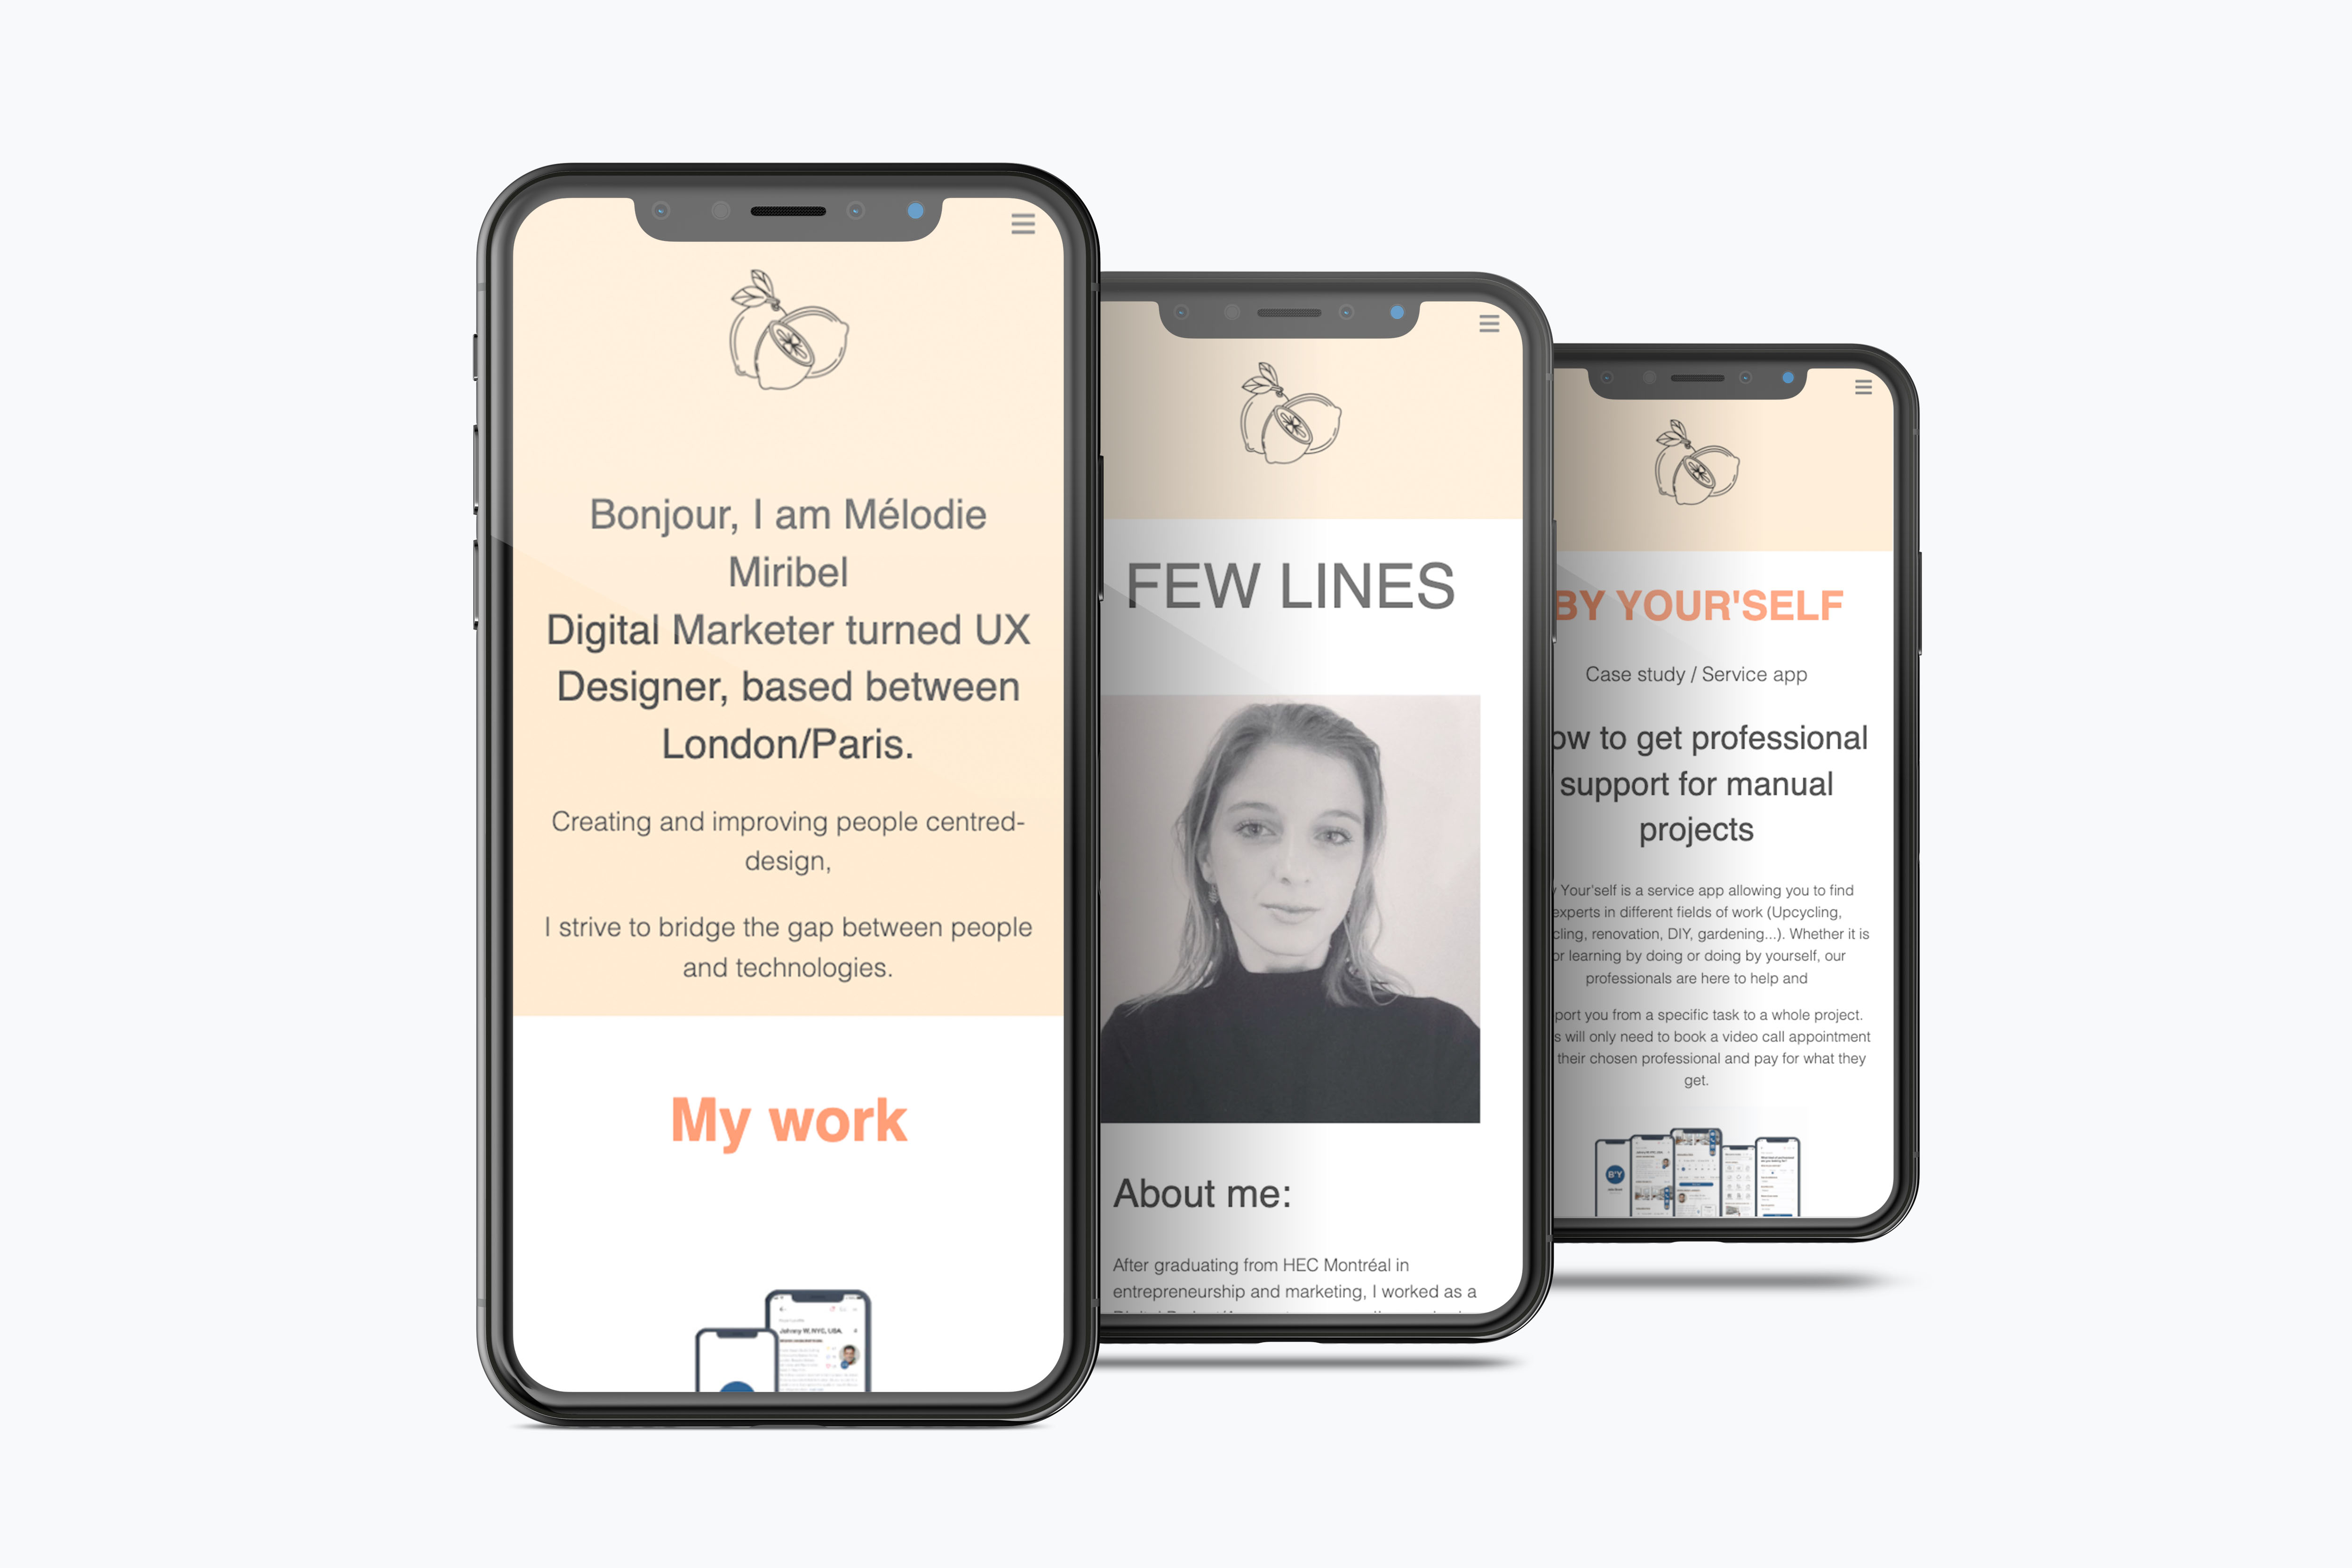 Bonjour, I am Mélodie
Miribel
Digital Marketer turned UX
Designer, based between
London/Paris.
Creating and improving people centred-
design,
I strive to bridge the gap between people
and technologies.
My work
Johnny W, NYC, USA.
FEW LINES
About me:
After graduating from HEC Montréal in
entrepreneurship and marketing, I worked as a
BY YOUR'SELF
Case study / Service app
ow to get professional
support for manual
projects
y Your'self is a service app allowing you to find
experts in different fields of work (Upcycling,
cling, renovation, DIY, gardening...). Whether it is
or learning by doing or doing by yourself, our
professionals are here to help and
port you from a specific task to a whole project.
s will only need to book a video call appointment
their chosen professional and pay for what they
get.
B'Y